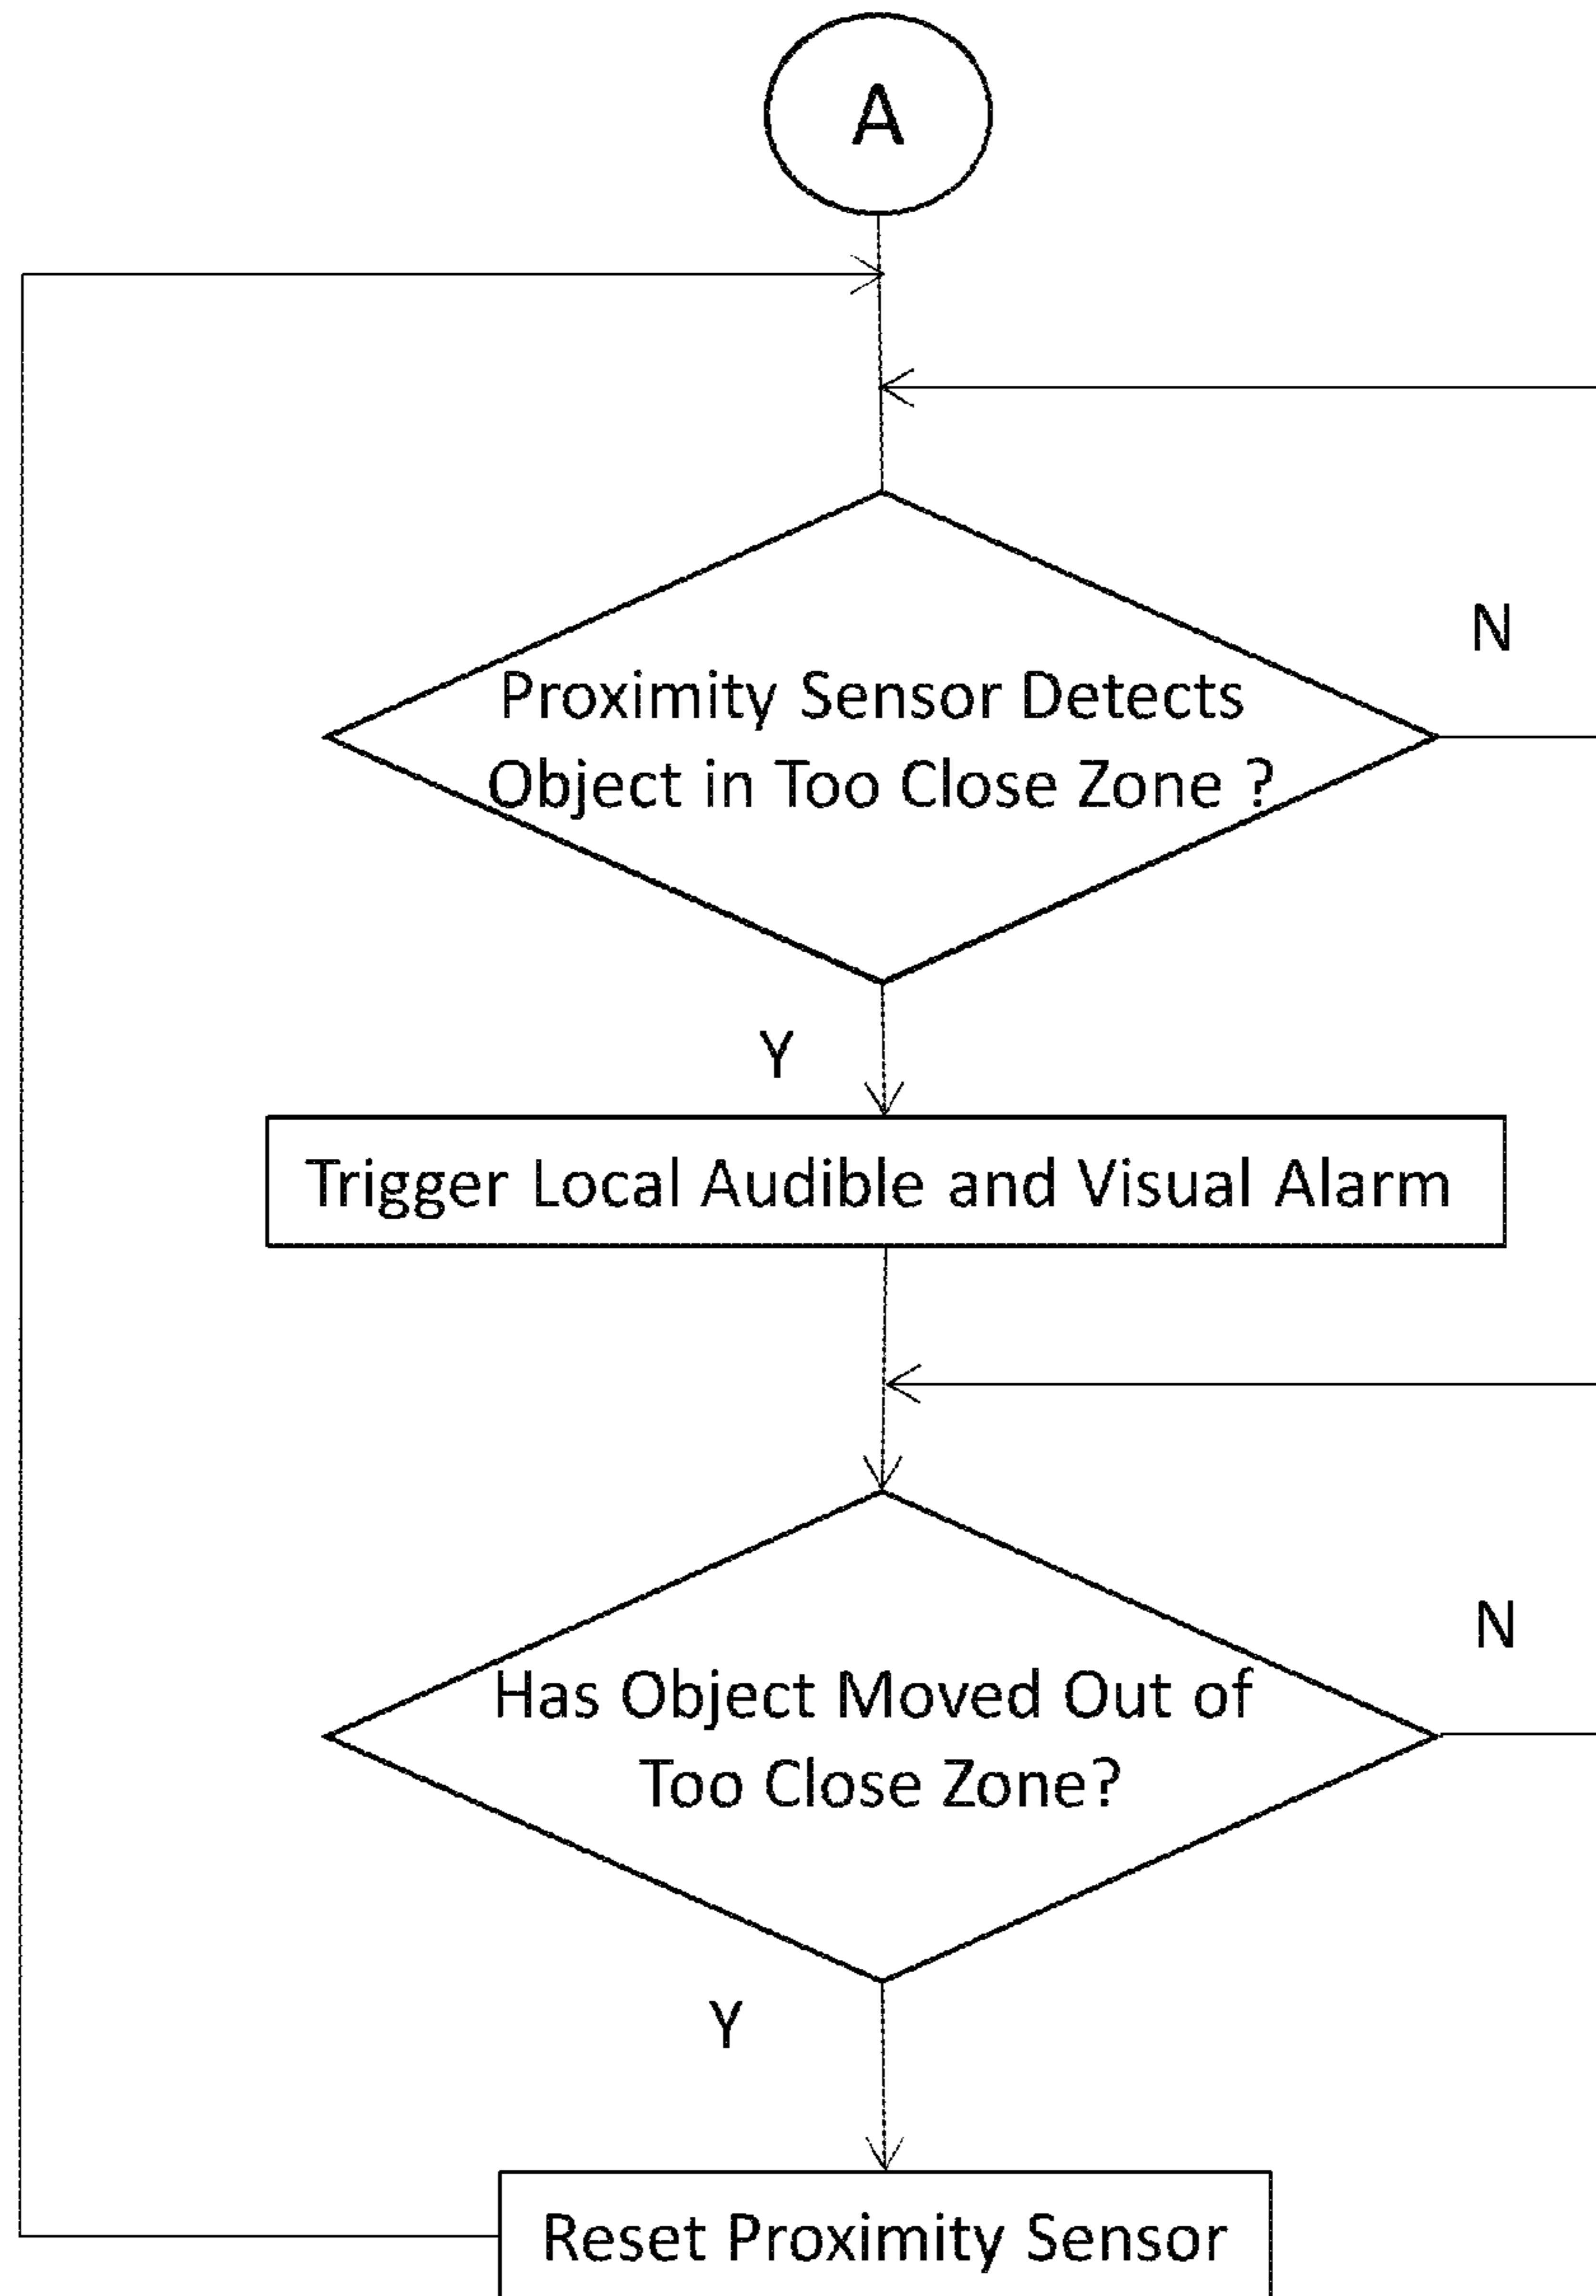 A
N
Proximity Sensor Detects
Object in Too Close Zone ?
Y
Trigger Local Audible and Visual Alarm
N
Has Object Moved Out of
Too Close Zone?
Y
Reset Proximity Sensor